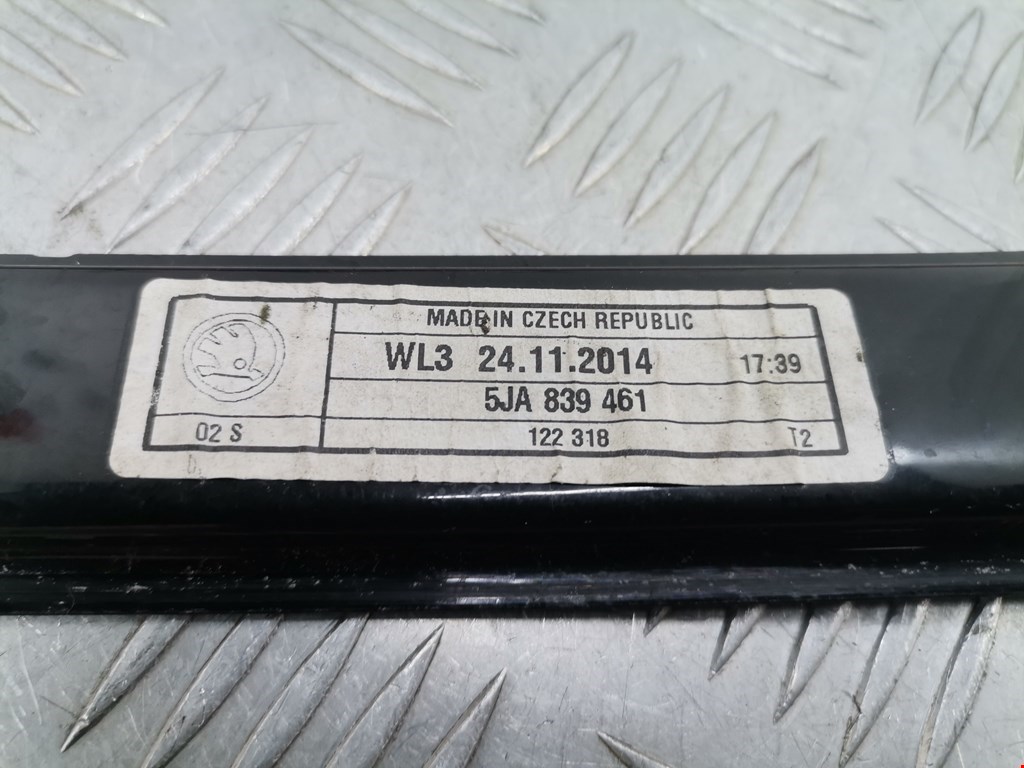 MADE IN CZECH REPUBLIC
WL3 24.11.2014 17:39
5JA 839 461
02 S 122 318 T2